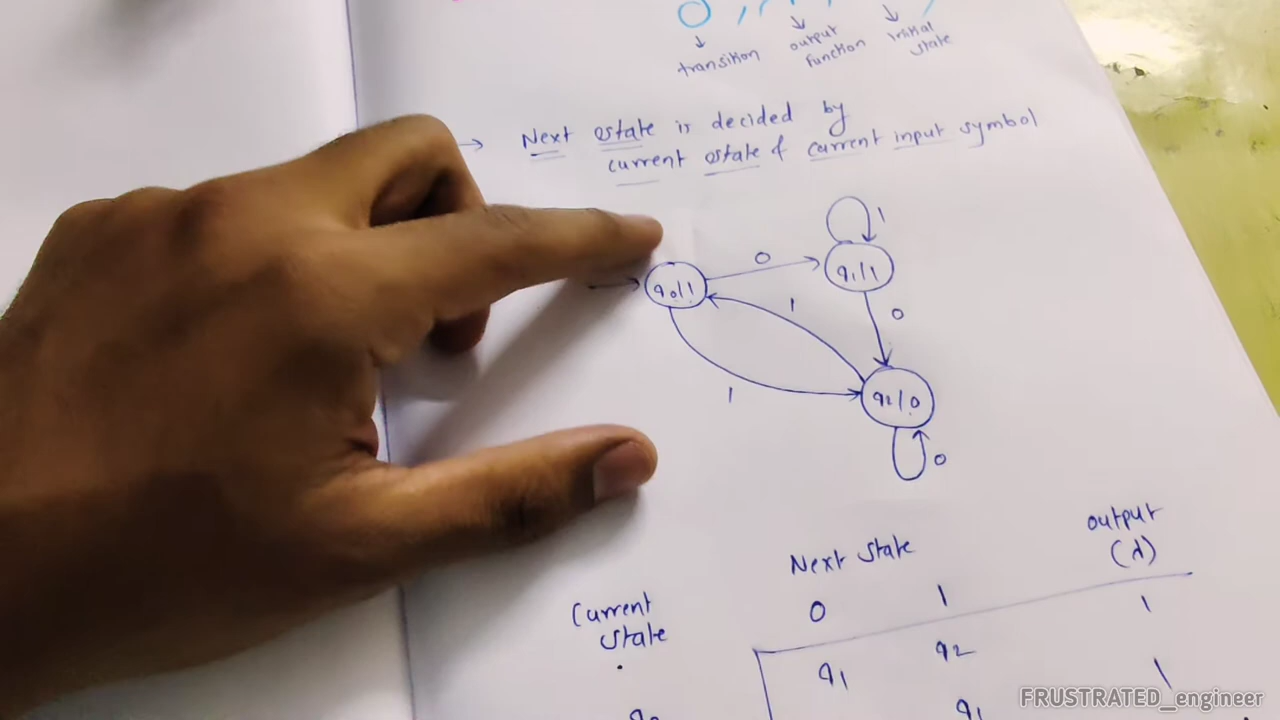 transition
output
function
initial
state
→ Next state is decided by
current state & current input symbol
1
0
q0/1
q1/1
1
0
1
q2/0
0
Next state
output
(λ)
Current
state
0 1
1
q1 q2
1
q1
FRUSTRATED_engineer